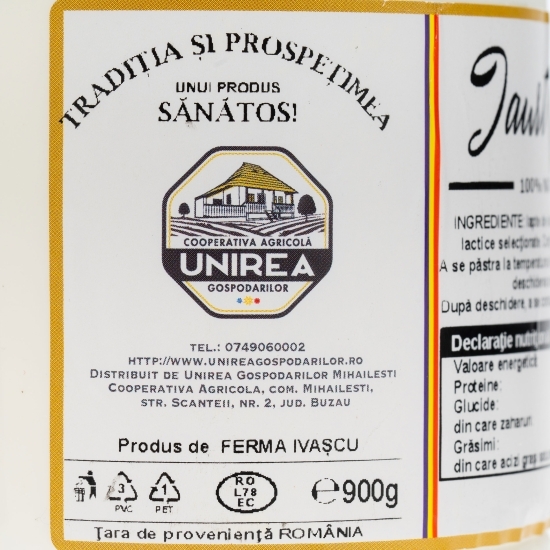 TRADIȚIA ȘI PROSPEȚIMEA
UNUI PRODUS
SĂNĂTOS!
COOPERATIVA AGRICOLĂ
UNIREA
GOSPODARILOR
TEL.: 0749060002
HTTP://WWW.UNIREAGOSPODARILOR.RO
DISTRIBUIT DE UNIREA GOSPODARILOR MIHAILESTI
COOPERATIVA AGRICOLA, COM. MIHAILESTI,
STR. SCANTEII, NR. 2, JUD. BUZAU
Produs de FERMA IVAȘCU
3 PVC
1 PET
RO
L78
EC
℮900g
Țara de proveniență ROMÂNIA
100%
INGREDIENTE: lapte de
lactice selecționate
A se păstra la temperatura
După deschidere, a se
Declarație
Valoare energetică
Proteine:
Glucide:
din care zaharuri
Grăsimi:
din care acizi grași